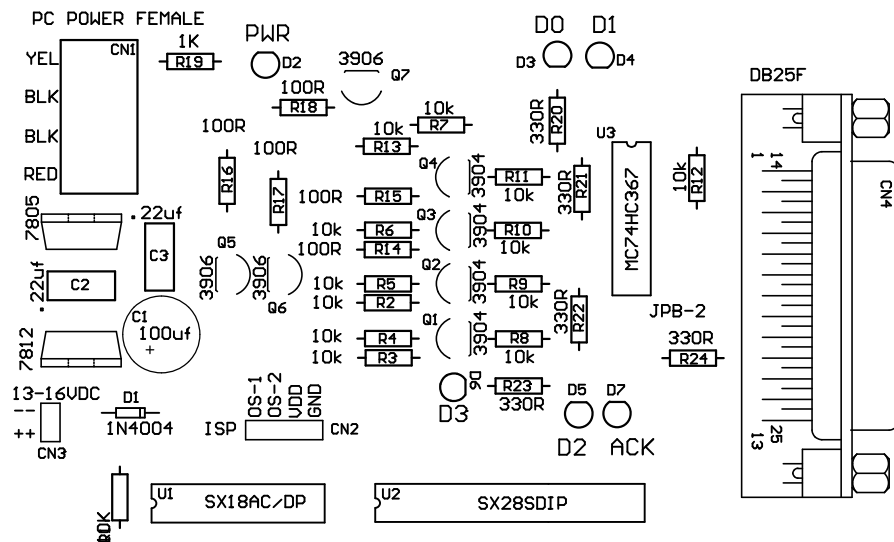 PC POWER FEMALE
CN1
YEL
BLK
BLK
RED
1K
R19
PWR
D2
3906
Q7
100R
R18
10k
R7
10k
R13
D0 D1
D3
D4
330R
R20
U3
MC74HC367
DB25F
1
14
CN4
13
25
100R
R16
100R
R17
100R
R15
Q4
3904
R11
10k
330R
R21
10k
R12
7805
.22uf
C3
10k
R6
100R
R14
Q3
3904
R10
10k
Q5
3906
3906
Q6
.22uf
C2
10k
R5
10k
R2
Q2
3904
R9
10k
330R
R22
JPB-2
330R
R24
7812
C1
100uf
+
10k
R4
10k
R3
Q1
3904
R8
10k
13-16VDC
--
++
CN3
D1
1N4004
OS-1
OS-2
VDD
GND
ISP
CN2
D6
D3
R23
330R
D5
D7
D2 ACK
U1
SX18AC/DP
U2
SX28SDIP